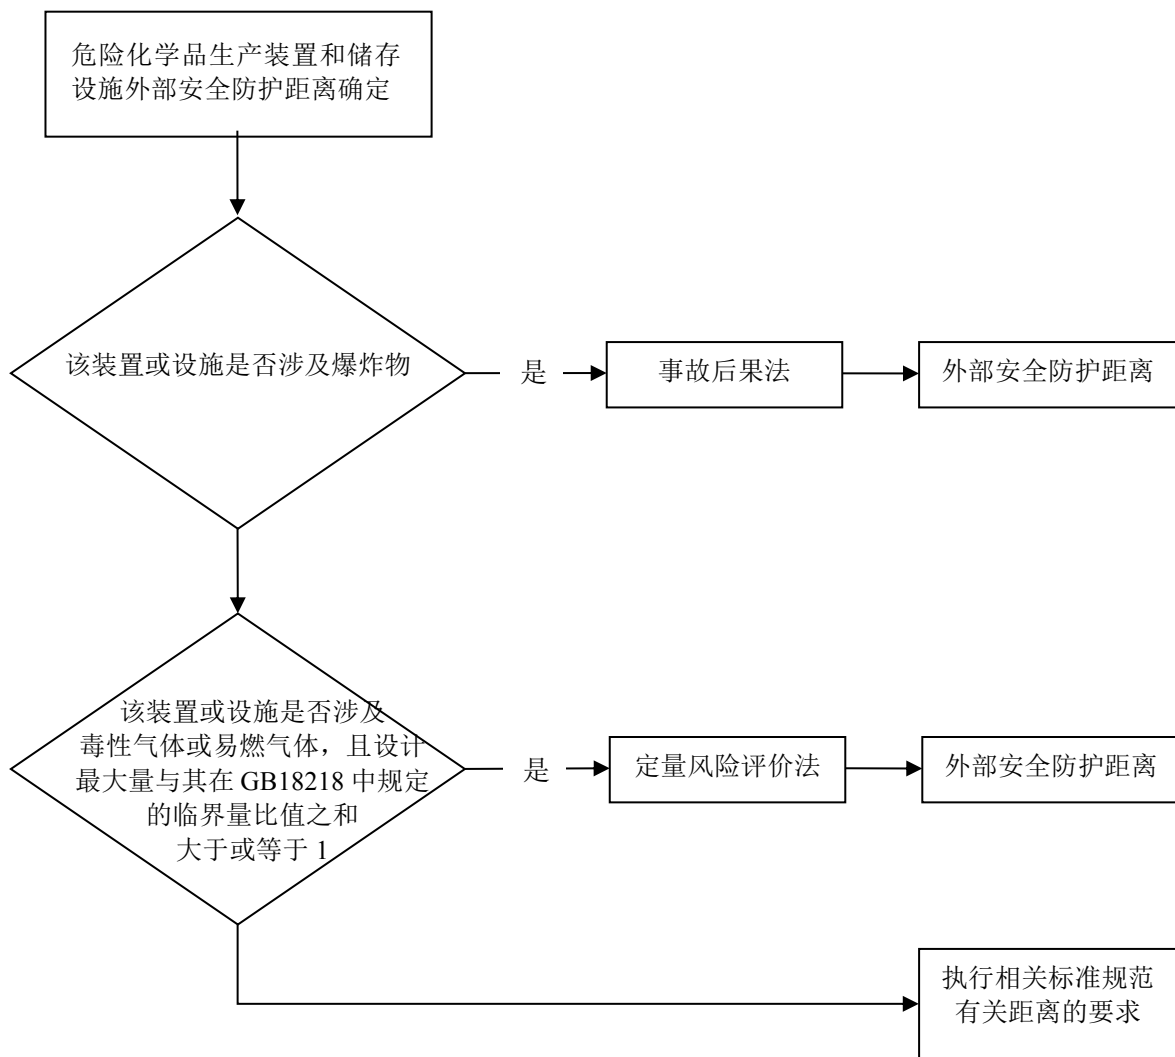 危险化学品生产装置和储存
设施外部安全防护距离确定
该装置或设施是否涉及爆炸物
是
事故后果法
外部安全防护距离
该装置或设施是否涉及
毒性气体或易燃气体，且设计
最大量与其在 GB18218 中规定
的临界量比值之和
大于或等于 1
是
定量风险评价法
外部安全防护距离
执行相关标准规范
有关距离的要求